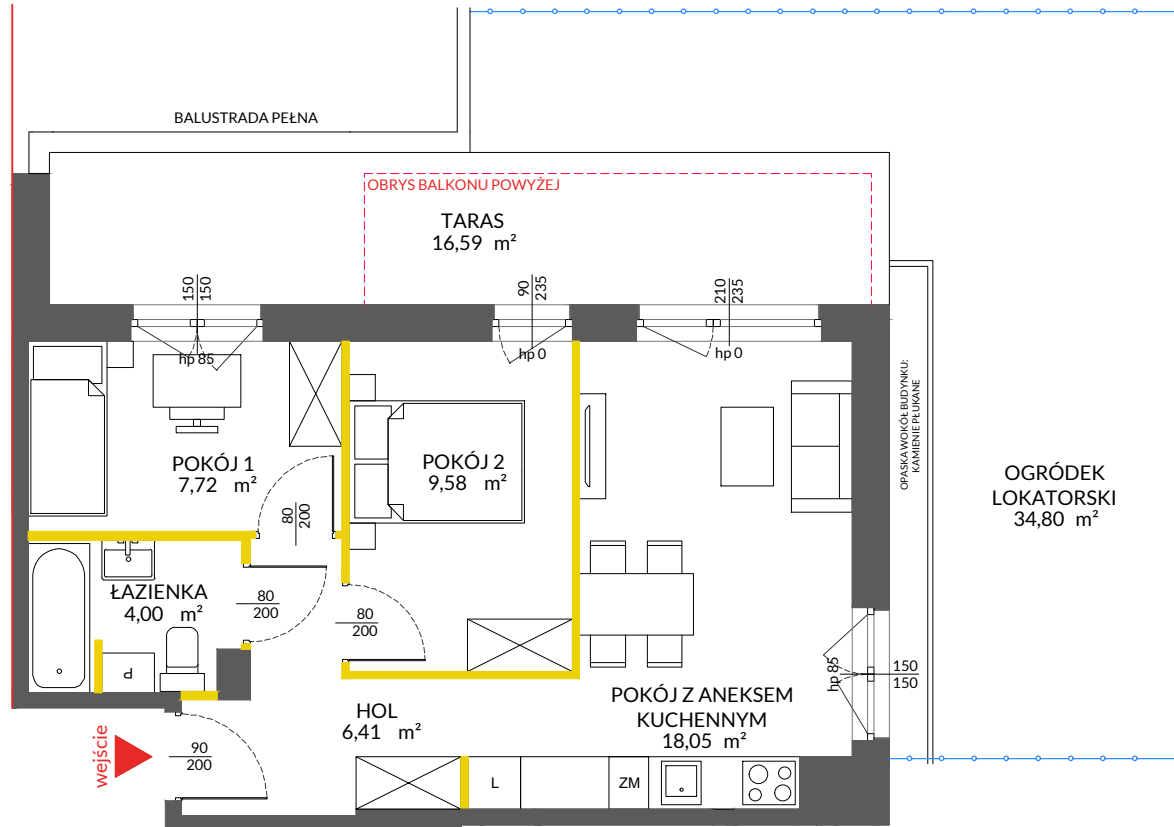 BALUSTRADA PEŁNA
OBRYS BALKONU POWYŻEJ
TARAS
16,59 m²
150
150
hp 85
90
235
hp 0
210
235
hp 0
OPASKA WOKÓŁ BUDYNKU:
KAMIENIE PŁUKANE
POKÓJ 1
7,72 m²
POKÓJ 2
9,58 m²
OGRÓDEK
LOKATORSKI
34,80 m²
80
200
ŁAZIENKA
4,00 m²
80
200
80
200
P
hp 85
150
150
HOL
6,41 m²
POKÓJ Z ANEKSEM
KUCHENNYM
18,05 m²
wejście
90
200
L
ZM